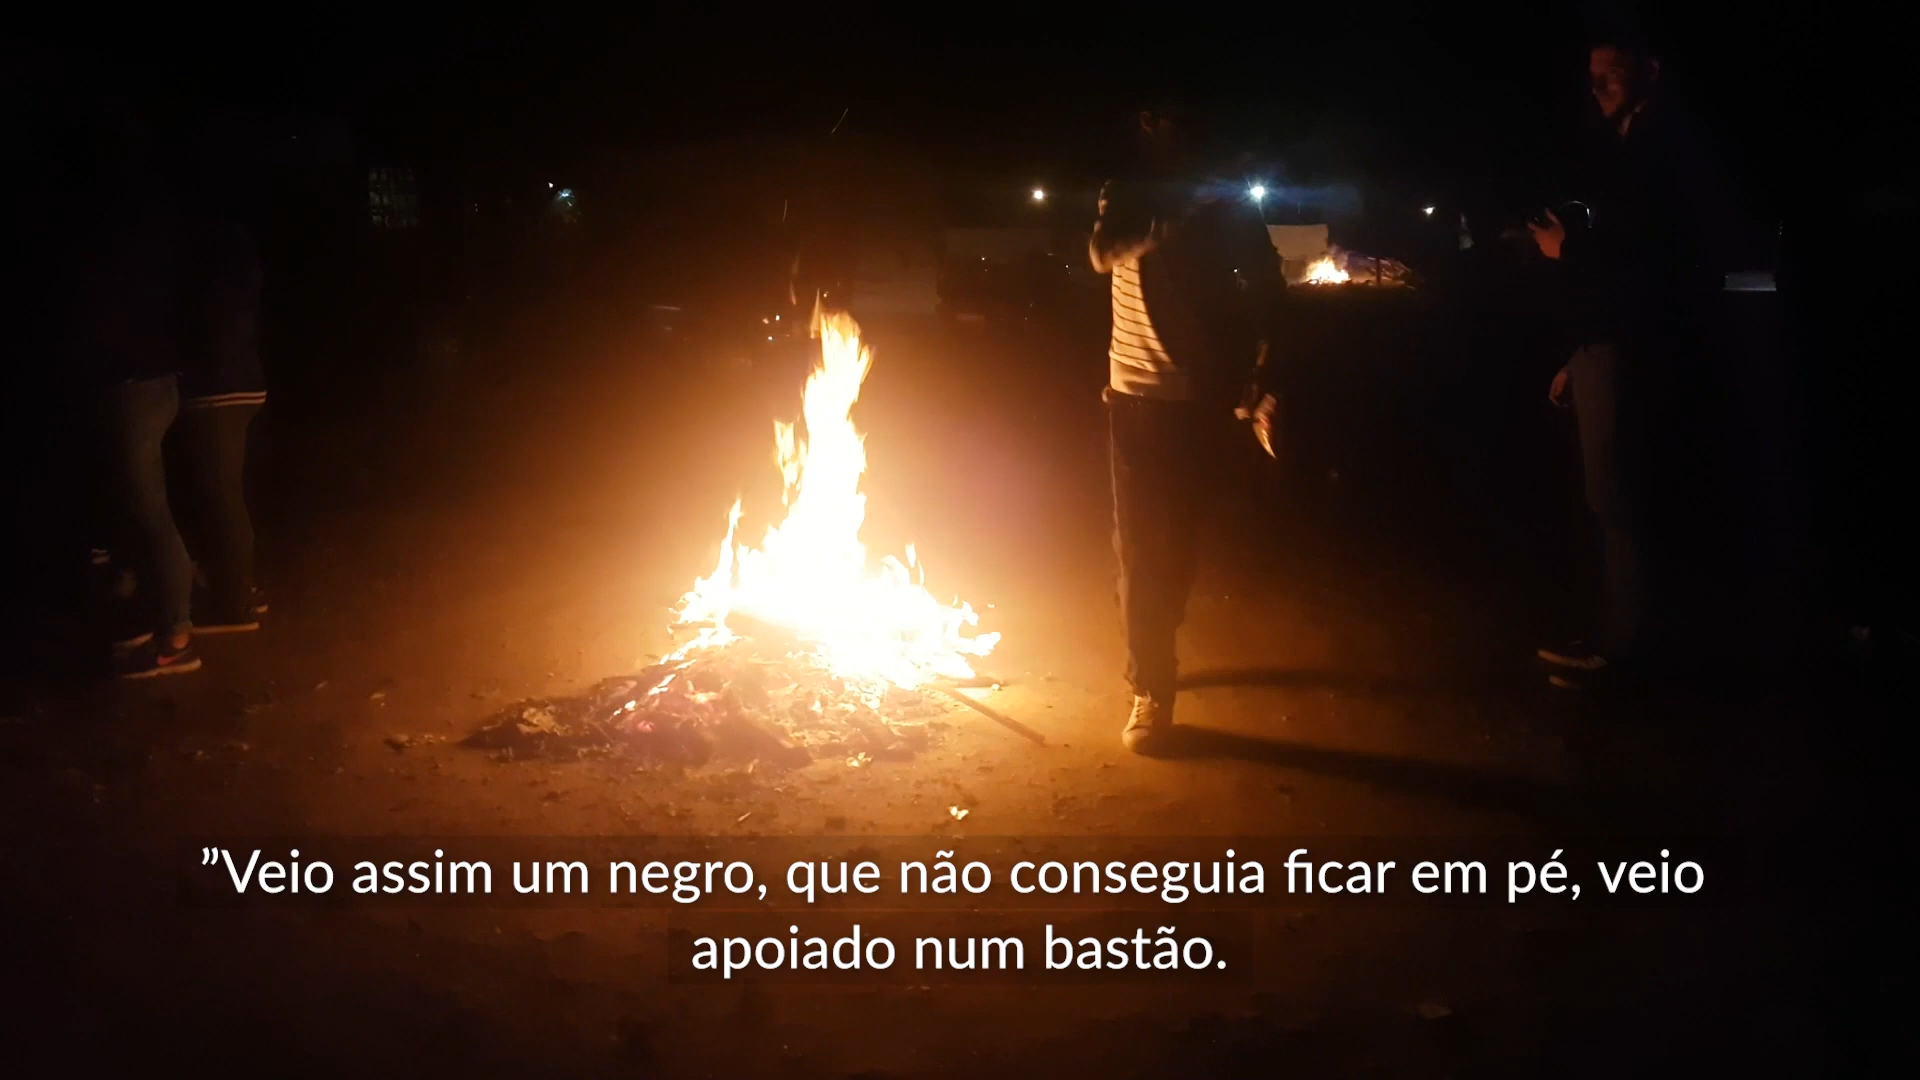 ”Veio assim um negro, que não conseguia ficar em pé, veio
apoiado num bastão.